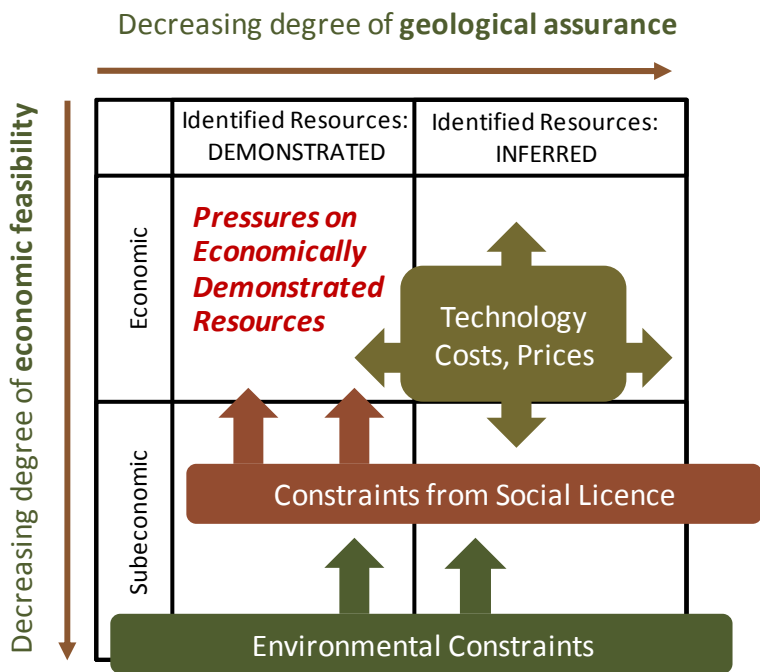 Decreasing degree of geological assurance
Decreasing degree of economic feasibility
Identified Resources:
DEMONSTRATED
Identified Resources:
INFERRED
Economic
Pressures on
Economically
Demonstrated
Resources
Technology
Costs, Prices
Subeconomic
Constraints from Social Licence
Environmental Constraints